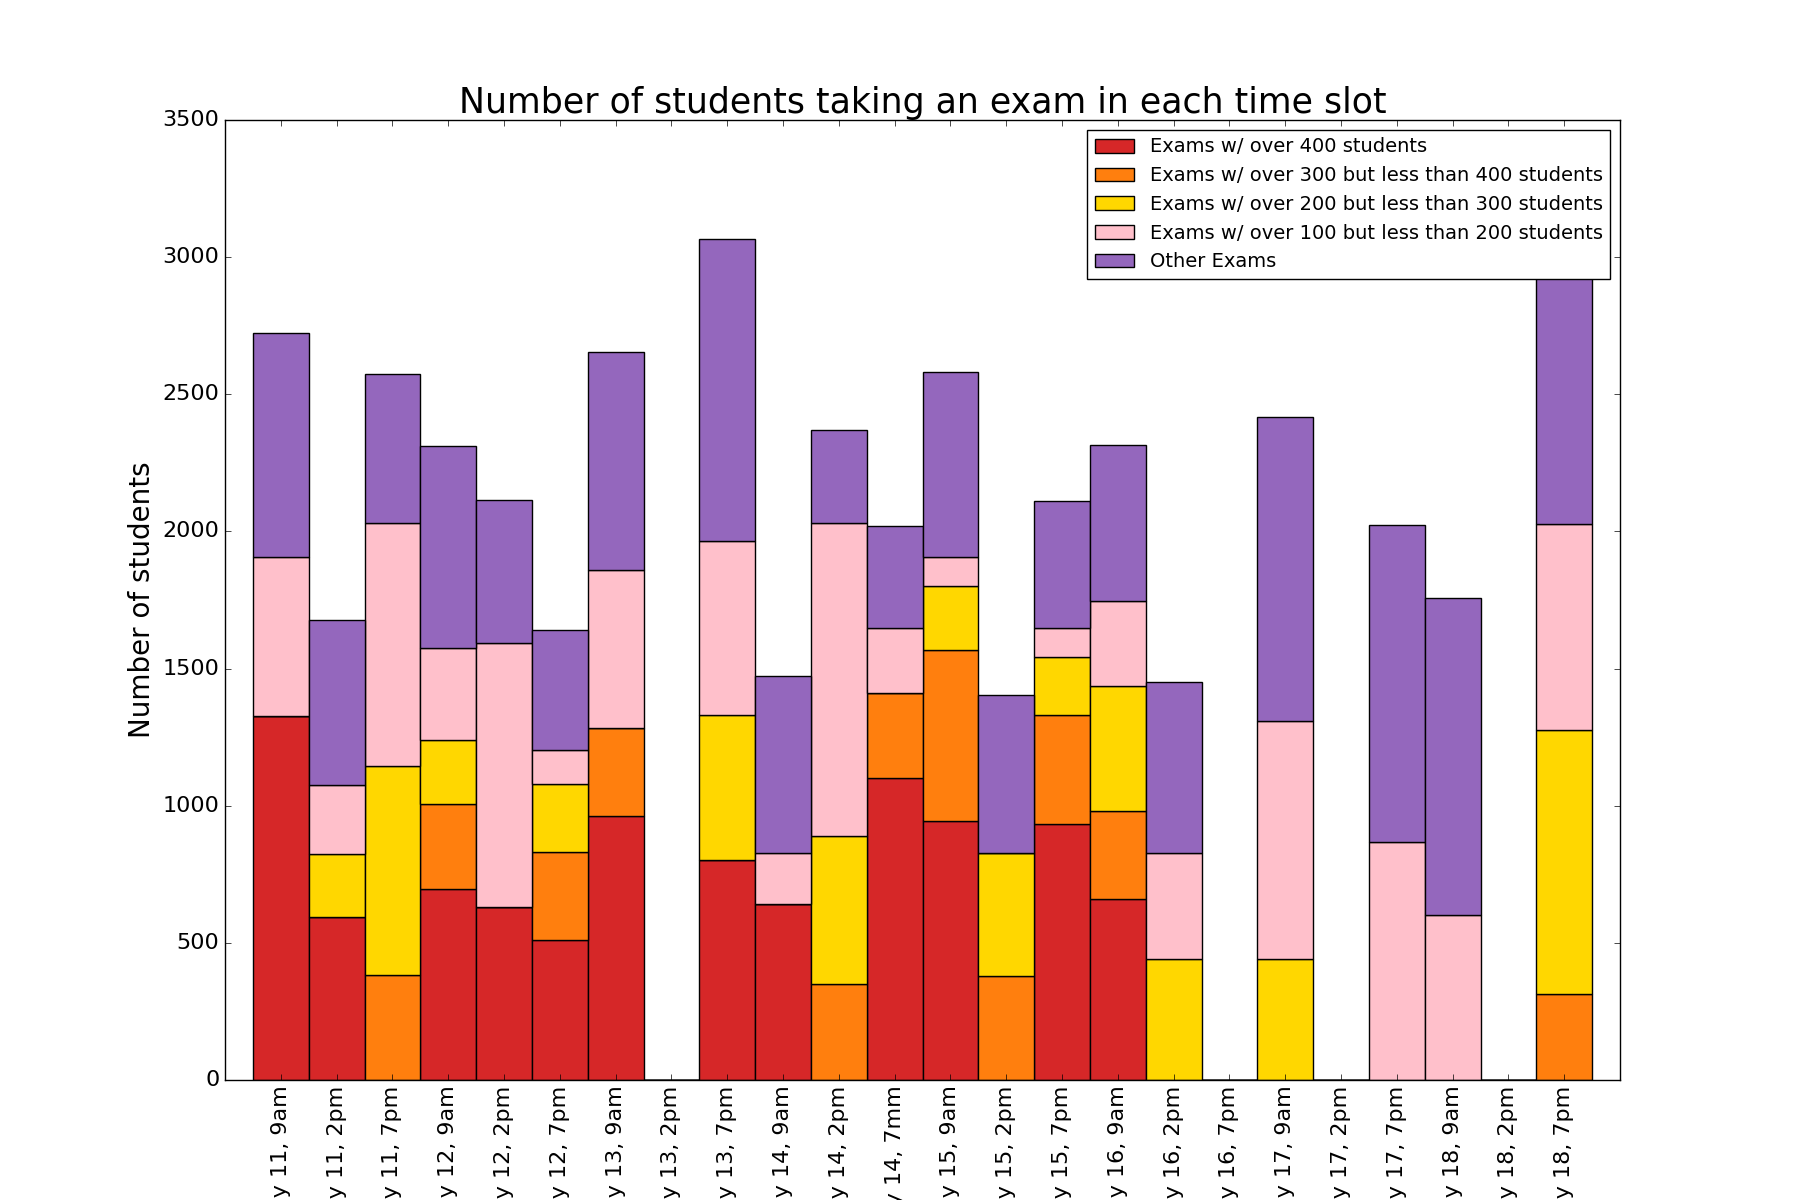 Number of students taking an exam in each time slot
Exams w/ over 400 students
Exams w/ over 300 but less than 400 students
Exams w/ over 200 but less than 300 students
Exams w/ over 100 but less than 200 students
Other Exams
Number of students
3500
3000
2500
2000
1500
1000
500
0
y 11, 9am
y 11, 2pm
y 11, 7pm
y 12, 9am
y 12, 2pm
y 12, 7pm
y 13, 9am
y 13, 2pm
y 13, 7pm
y 14, 9am
y 14, 2pm
y 14, 7mm
y 15, 9am
y 15, 2pm
y 15, 7pm
y 16, 9am
y 16, 2pm
y 16, 7pm
y 17, 9am
y 17, 2pm
y 17, 7pm
y 18, 9am
y 18, 2pm
y 18, 7pm